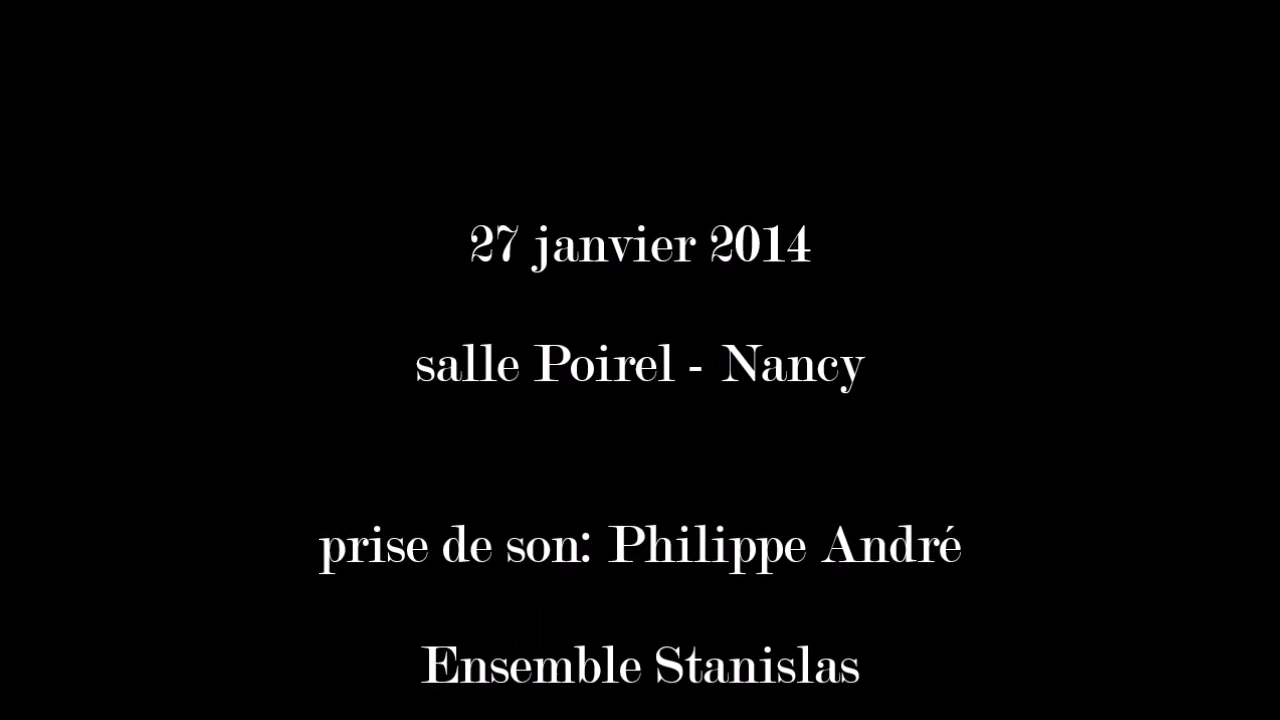 27 janvier 2014
salle Poirel - Nancy
prise de son: Philippe André
Ensemble Stanislas